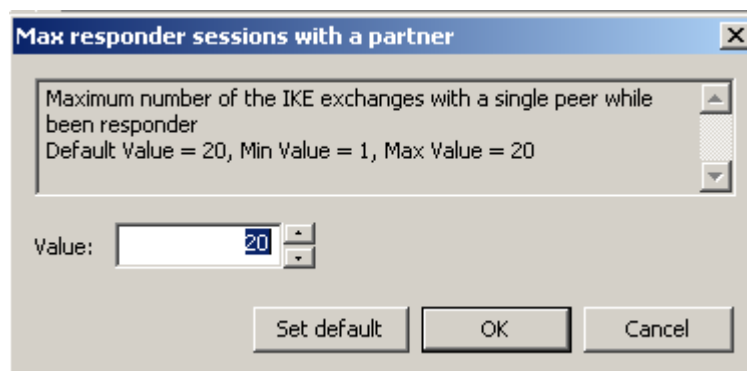 Max responder sessions with a partner
Maximum number of the IKE exchanges with a single peer while
been responder
Default Value = 20, Min Value = 1, Max Value = 20
Value: 20
Set default OK Cancel